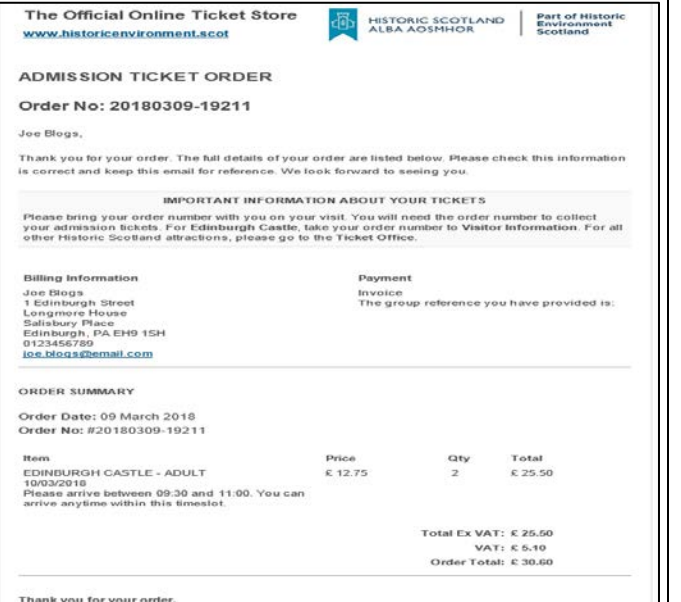 The Official Online Ticket Store
www.historicenvironment.scot
HISTORIC SCOTLAND
ALBA AOSMHOR
Part of Historic
Environment
Scotland
ADMISSION TICKET ORDER
Order No: 20180309-19211
Joe Blogs,
Thank you for your order. The full details of your order are listed below. Please check this information
is correct and keep this email for reference. We look forward to seeing you.
IMPORTANT INFORMATION ABOUT YOUR TICKETS
Please bring your order number with you on your visit. You will need the order number to collect
your admission tickets. For Edinburgh Castle, take your order number to Visitor Information. For all
other Historic Scotland attractions, please go to the Ticket Office.
Billing Information
Joe Blogs
1 Edinburgh Street
Longmore House
Salisbury Place
Edinburgh, PA EH9 1SH
0123456789
joe.blogs@email.com
Payment
Invoice
The group reference you have provided is:
ORDER SUMMARY
Order Date: 09 March 2018
Order No: #20180309-19211
Item Price Qty Total
EDINBURGH CASTLE - ADULT £ 12.75 2 £ 25.50
10/03/2018
Please arrive between 09:30 and 11:00. You can
arrive anytime within this timeslot.
Total Ex VAT: £ 25.50
VAT: £ 5.10
Order Total: £ 30.60
Thank you for your order.